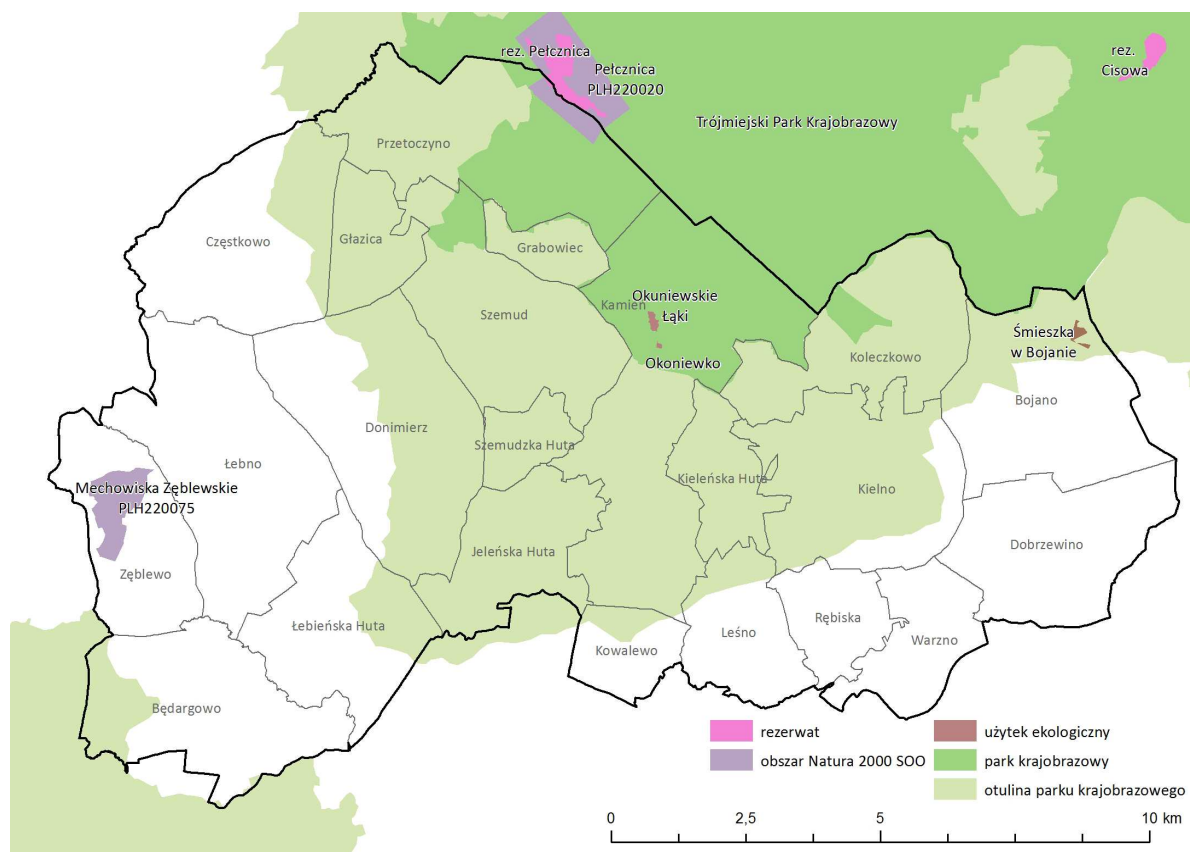 rez. Pełcznica
Pełcznica
PLH220020
rez.
Cisowa
Trójmiejski Park Krajobrazowy
Przetoczyno
Częstkowo
Głazica
Grabowiec
Kamień
Okuniewskie
Łąki
Szemud
Okoniewko
Koleczkowo
Śmieszka
w Bojanie
Bojano
Donimierz
Szemudzka Huta
Łebno
Mechowiska Zęblewskie
PLH220075
Kieleńska Huta
Kielno
Jeleńska Huta
Dobrzewino
Zęblewo
Łebieńska Huta
Kowalewo
Leśno
Rębiska
Warzno
Będargowo
rezerwat
obszar Natura 2000 SOO
użytek ekologiczny
park krajobrazowy
otulina parku krajobrazowego
0 2,5 5 10 km